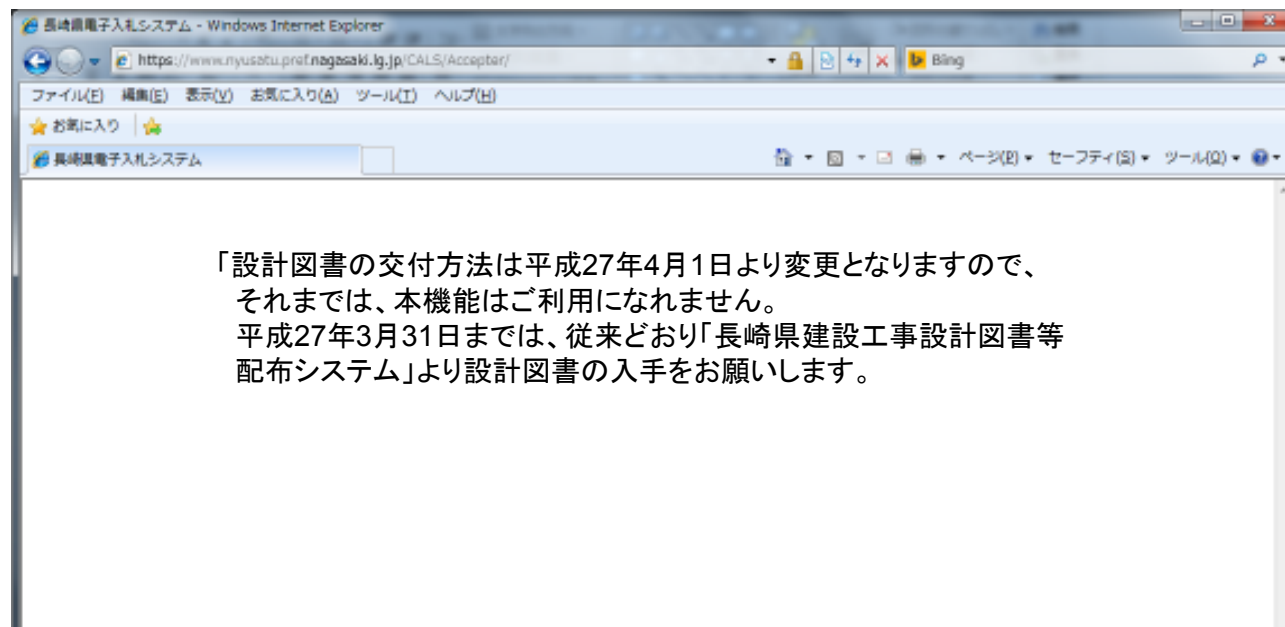 長崎県電子入札システム - Windows Internet Explorer
https://www.nyusatu.pref.nagasaki.lg.jp/CALS/Accepter/
Bing
ファイル(F) 編集(E) 表示(V) お気に入り(A) ツール(T) ヘルプ(H)
お気に入り
長崎県電子入札システム
ページ(P) セーフティ(S) ツール(O)
「設計図書の交付方法は平成27年4月1日より変更となりますので、
それまでは、本機能はご利用になれません。
平成27年3月31日までは、従来どおり「長崎県建設工事設計図書等
配布システム」より設計図書の入手をお願いします。